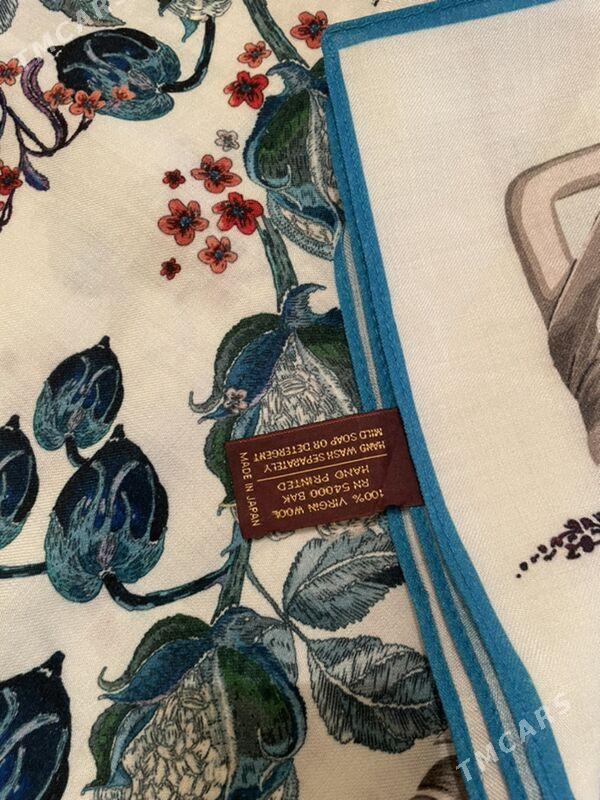 TMCARS
100% VIRGIN WOOL
RN 54000 BAK
HAND PRINTED
HAND WASH SEPARATELY
MILD SOAP OR DETERGENT
MADE IN JAPAN
TMCARS